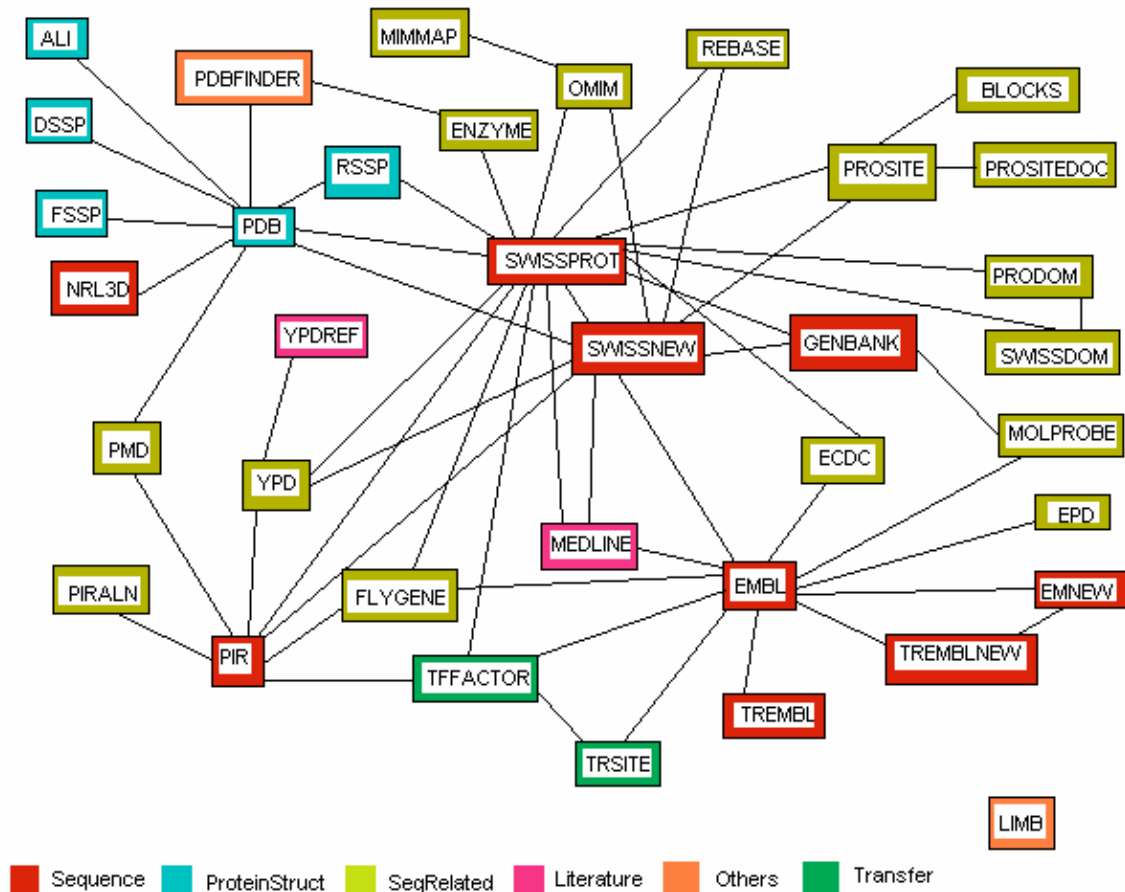 ALI
MIMMAP
REBASE
PDBFINDER
OMIM
BLOCKS
DSSP
ENZYME
RSSP
PROSITE
PROSITEDOC
FSSP
PDB
SWISSPROT
NRL3D
PRODOM
YPDREF
SWISSNEW
GENBANK
SWISSDOM
PMD
YPD
ECDC
MOLPROBE
EPD
MEDLINE
PIRALN
FLYGENE
EMBL
EMNEW
PIR
TFFACTOR
TREMBLNEW
TREMBL
TRSITE
LIMB
Sequence ProteinStruct SeqRelated Literature Others Transfer